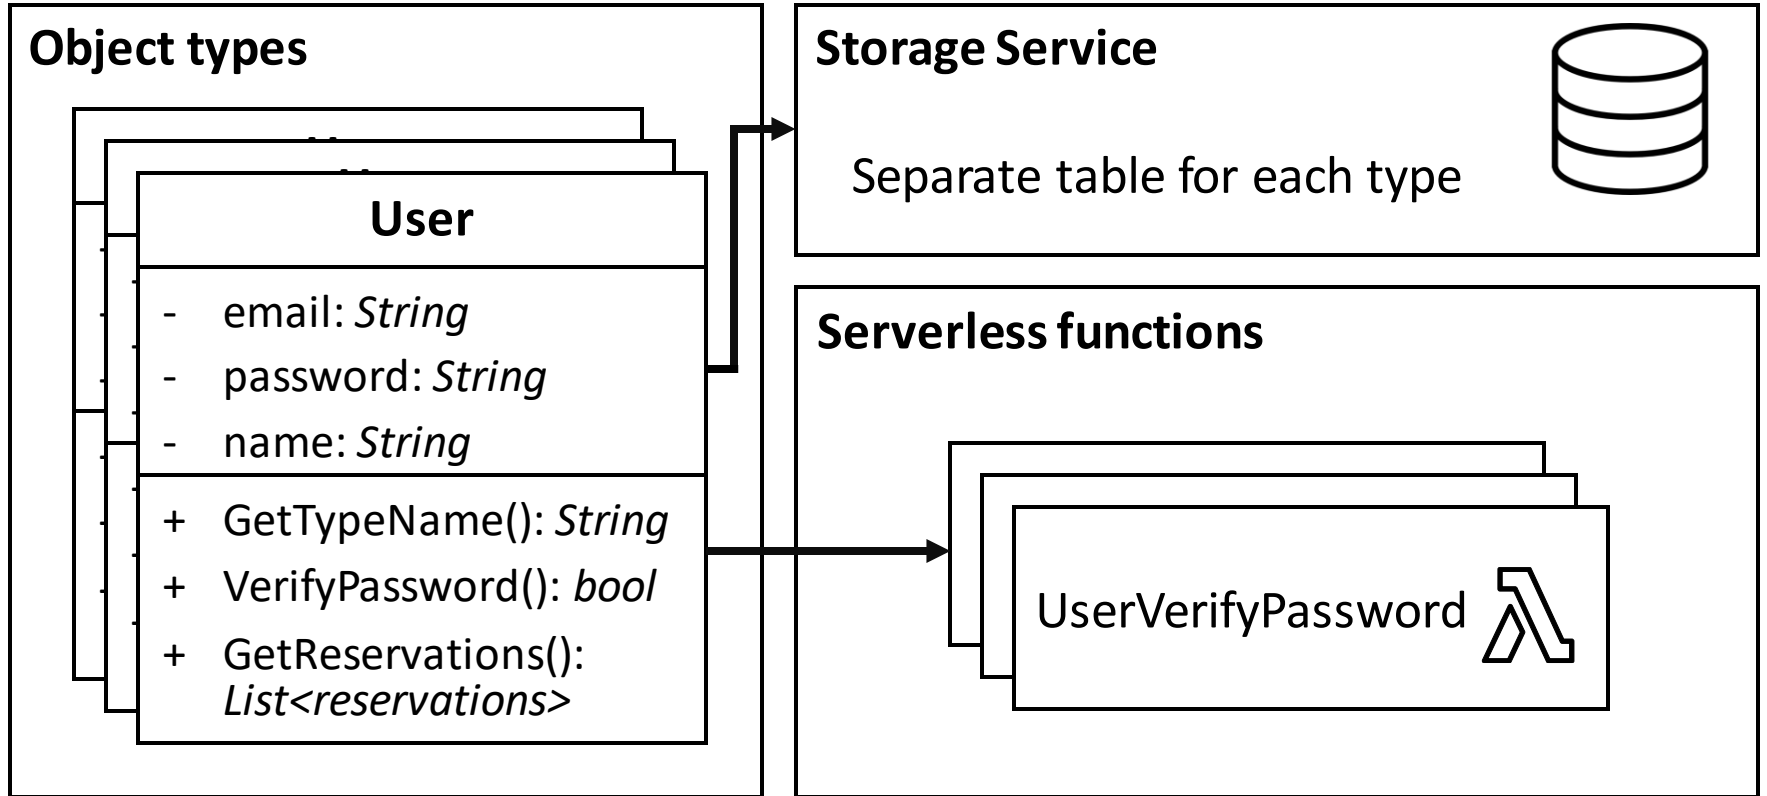 Object types
User
- email: String
- password: String
- name: String
+ GetTypeName(): String
+ VerifyPassword(): bool
+ GetReservations():
List<reservations>
Storage Service
Separate table for each type
Serverless functions
UserVerifyPassword